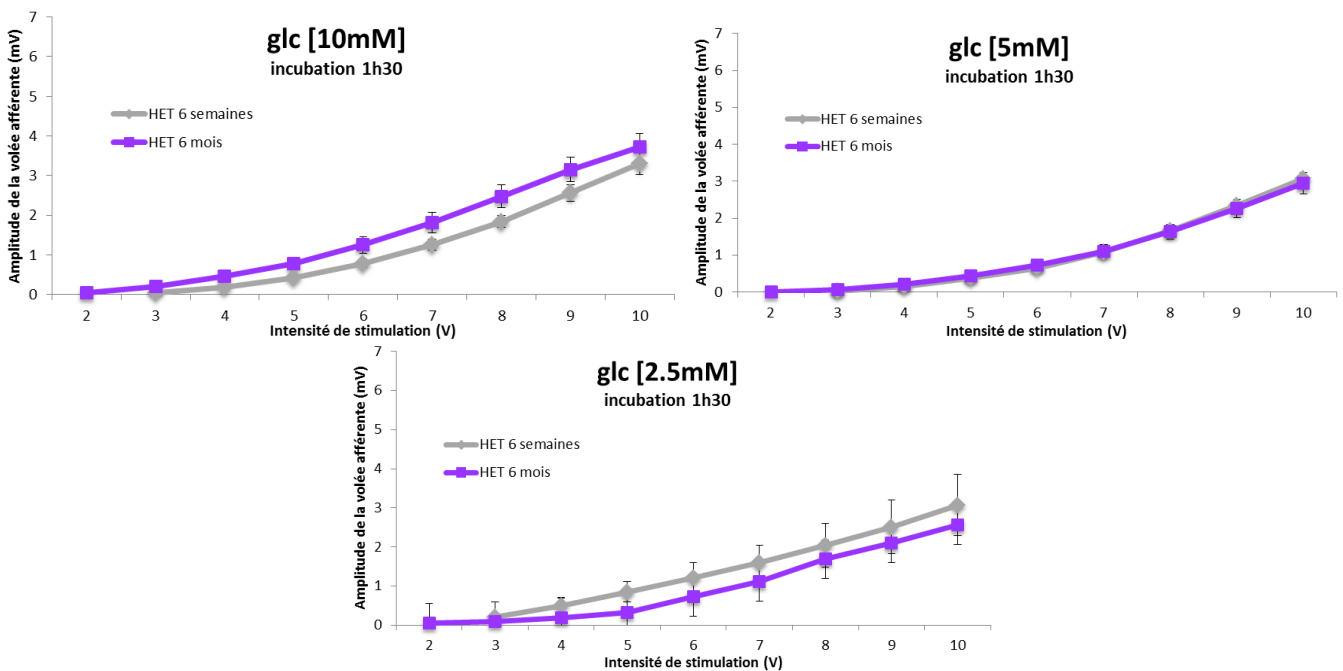 glc [10mM]
incubation 1h30
Amplitude de la volée afférente (mV)
7
6
5
4
3
2
1
0
HET 6 semaines
HET 6 mois
2 3 4 5 6 7 8 9 10
Intensité de stimulation (V)
glc [5mM]
incubation 1h30
Amplitude de la volée afférente (mV)
7
6
5
4
3
2
1
0
HET 6 semaines
HET 6 mois
2 3 4 5 6 7 8 9 10
Intensité de stimulation (V)
glc [2.5mM]
incubation 1h30
Amplitude de la volée afférente (mV)
7
6
5
4
3
2
1
0
HET 6 semaines
HET 6 mois
2 3 4 5 6 7 8 9 10
Intensité de stimulation (V)